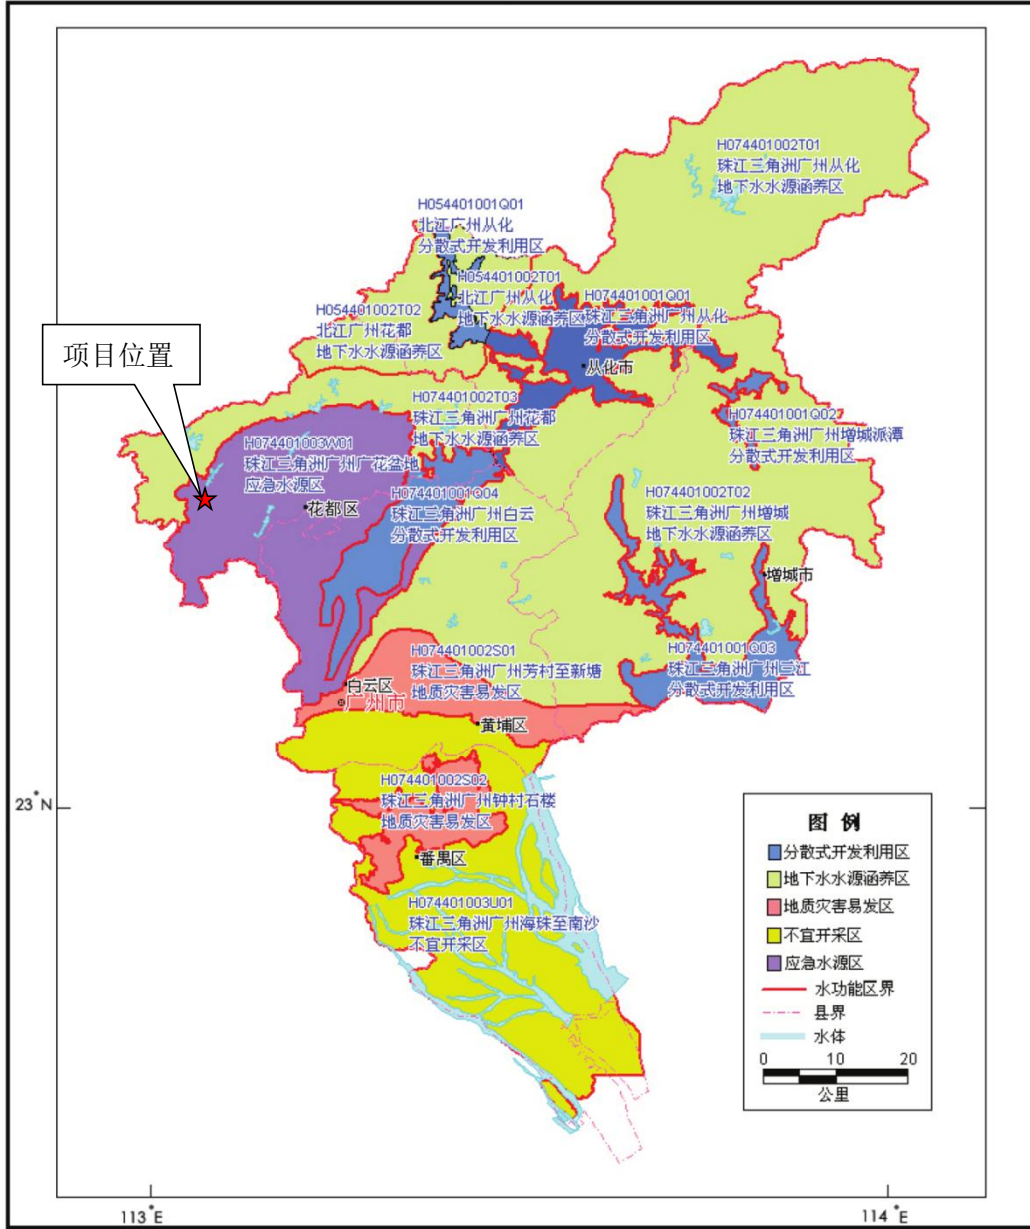 H074401002T01
珠江三角洲广州从化
地下水水源涵养区
H054401001Q01
北江广州从化
分散式开发利用区
H054401002T01
北江广州从化
地下水水源涵养区
H074401001Q01
珠江三角洲广州从化
分散式开发利用区
H054401002T02
北江广州花都
地下水水源涵养区
项目位置
从化市
H074401002T03
珠江三角洲广州花都
地下水水源涵养区
H074401001Q02
珠江三角洲广州增城派潭
分散式开发利用区
H074401003W01
珠江三角洲广州广花盆地
应急水源区
花都区
H074401001Q04
珠江三角洲广州白云
分散式开发利用区
H074401002T02
珠江三角洲广州增城
地下水水源涵养区
增城市
H074401002S01
珠江三角洲广州芳村至新塘
地质灾害易发区
H074401001Q03
珠江三角洲广州三江
分散式开发利用区
白云区
广州市
黄埔区
H074401002S02
珠江三角洲广州钟村石楼
地质灾害易发区
23°N
番禺区
H074401003U01
珠江三角洲广州海珠至南沙
不宜开采区
图 例
分散式开发利用区
地下水水源涵养区
地质灾害易发区
不宜开采区
应急水源区
水功能区界
县界
水体
0 10 20
公里
113°E
114°E